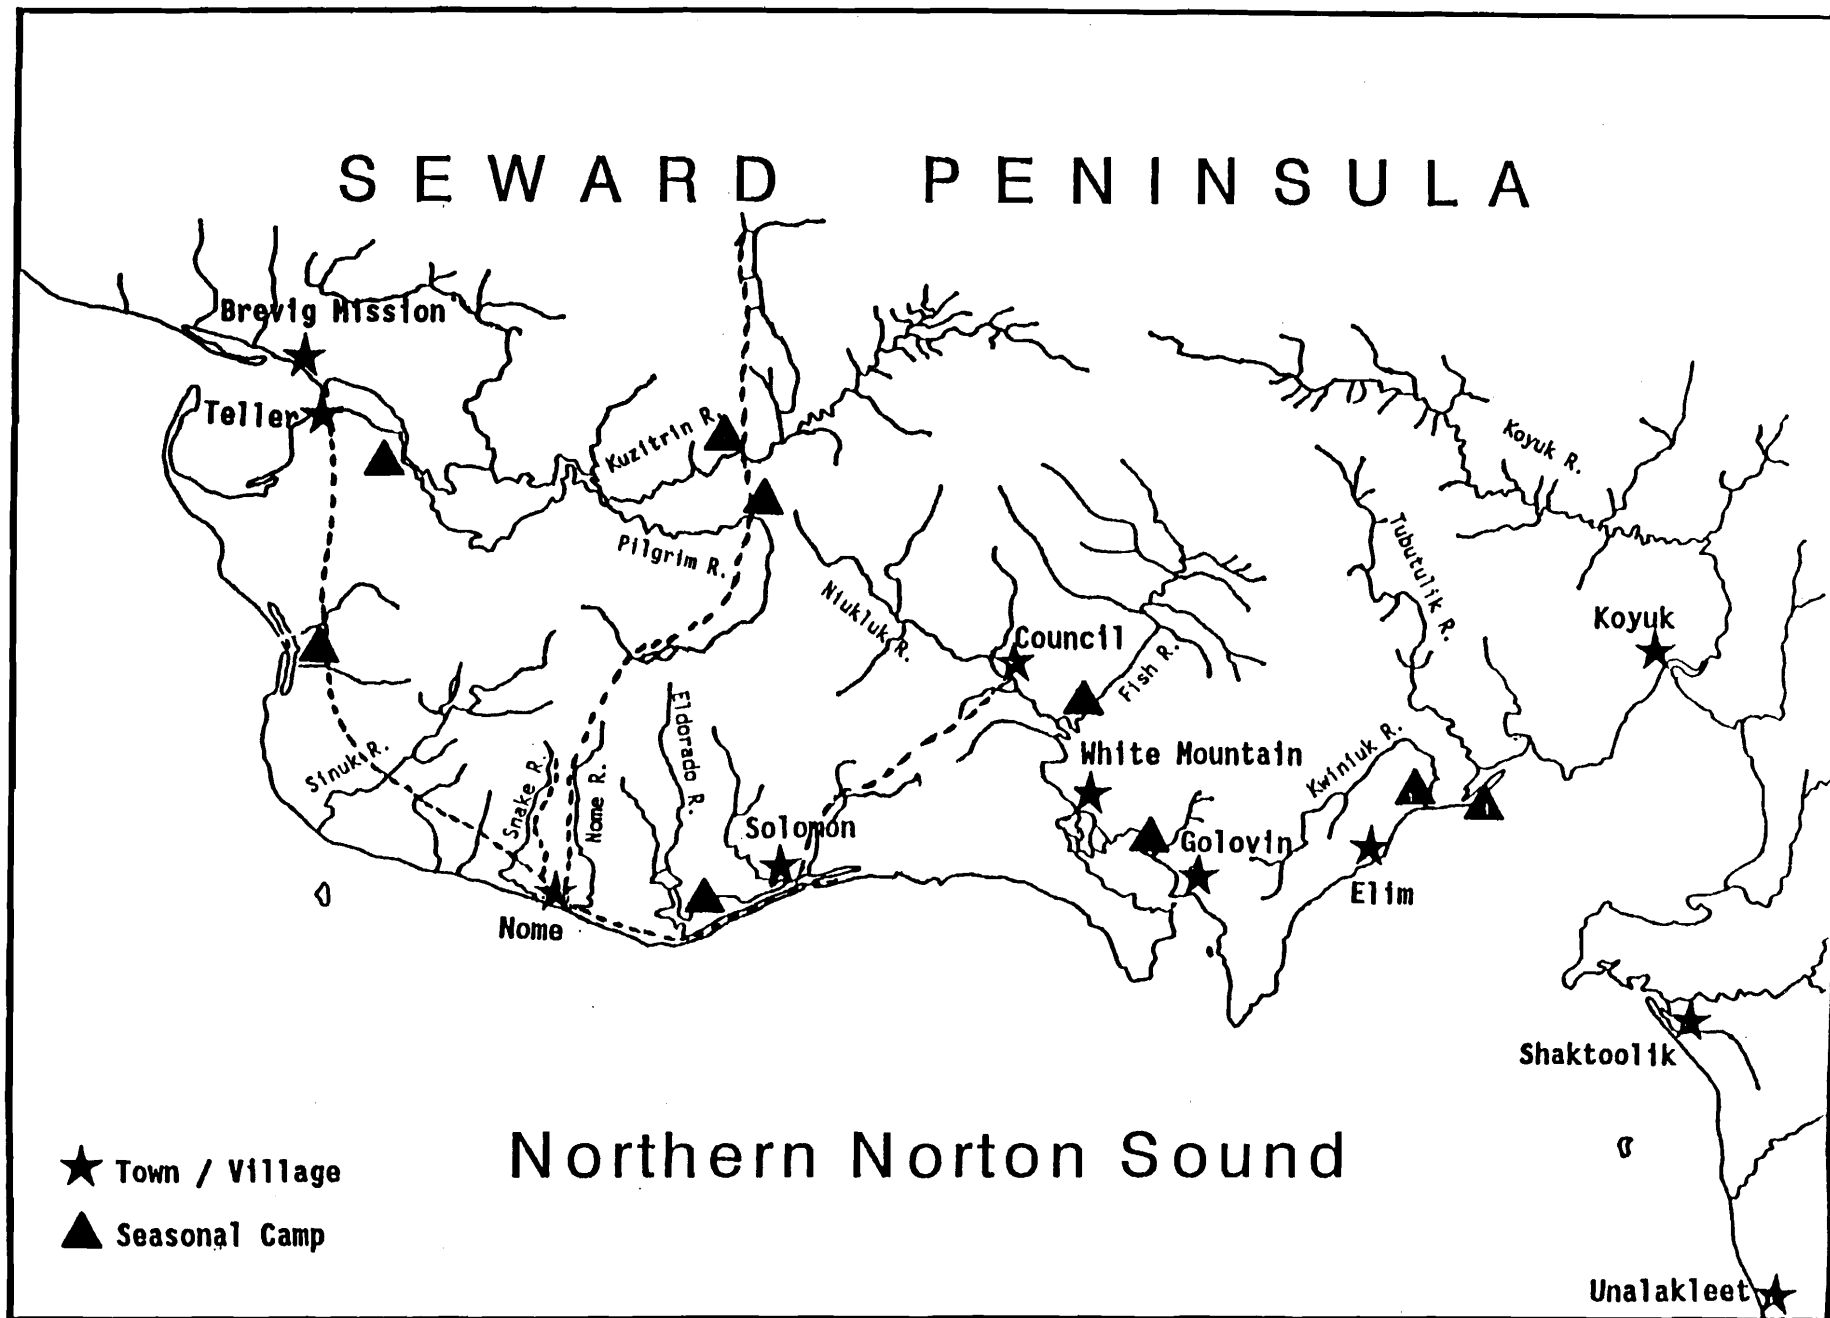 SEWARD PENINSULA
Brevig Mission
Teller
Kuzitrin R.
Koyuk R.
Pilgrim R.
Tubutulik R.
Niukluk R.
Koyuk
Council
Fish R.
Eldorado R.
White Mountain
Kwiniuk R.
Sinuk R.
Snake R.
Nome R.
Solomon
Golovin
Elim
Nome
Shaktoolik
Northern Norton Sound
Town / Village
Seasonal Camp
Unalakleet